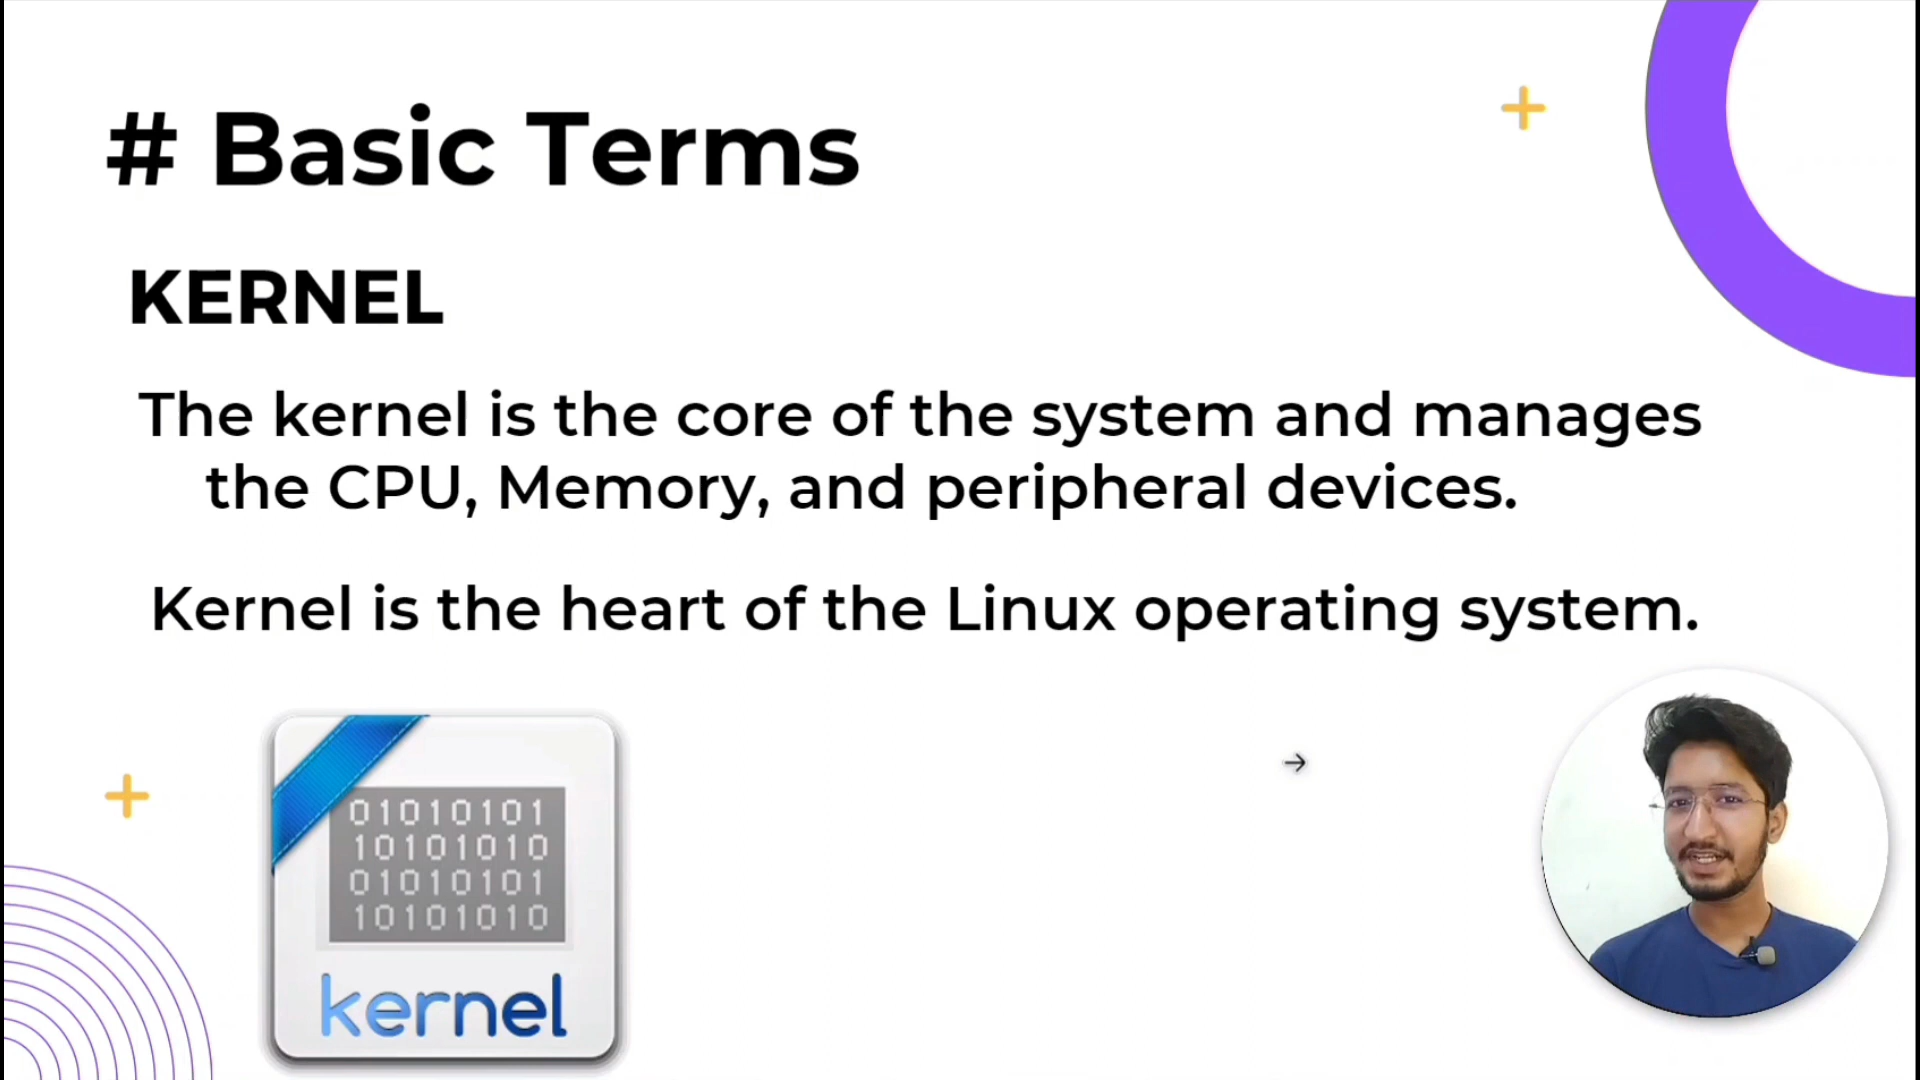 # Basic Terms
KERNEL
The kernel is the core of the system and manages
the CPU, Memory, and peripheral devices.
Kernel is the heart of the Linux operating system.
01010101
10101010
01010101
10101010
kernel